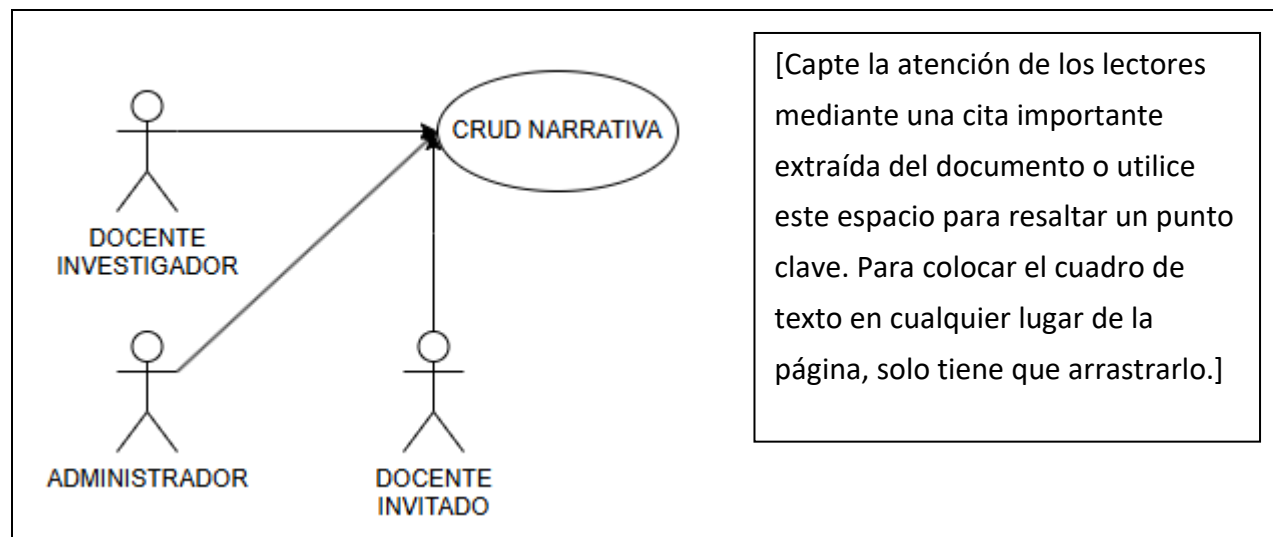 CRUD NARRATIVA
DOCENTE
INVESTIGADOR
ADMINISTRADOR
DOCENTE
INVITADO
[Capte la atención de los lectores
mediante una cita importante
extraída del documento o utilice
este espacio para resaltar un punto
clave. Para colocar el cuadro de
texto en cualquier lugar de la
página, solo tiene que arrastrarlo.]